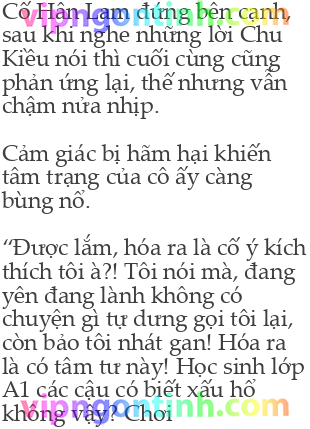 vipngontinh.com
Cố Hân Lam đứng bên cạnh,
sau khi nghe những lời Chu
Kiều nói thì cuối cùng cũng
phản ứng lại, thế nhưng vẫn
chậm nửa nhịp.
Cảm giác bị hãm hại khiến
tâm trạng của cô ấy càng
bùng nổ.
“Được lắm, hóa ra là cố ý kích
thích tôi à?! Tôi nói mà, đang
yên đang lành không có
chuyện gì tự dưng gọi tôi lại,
còn bảo tôi nhát gan! Hóa ra
là có tâm tư này! Học sinh lớp
A1 các cậu có biết xấu hổ
không vậy? Chơi
vipngontinh.com